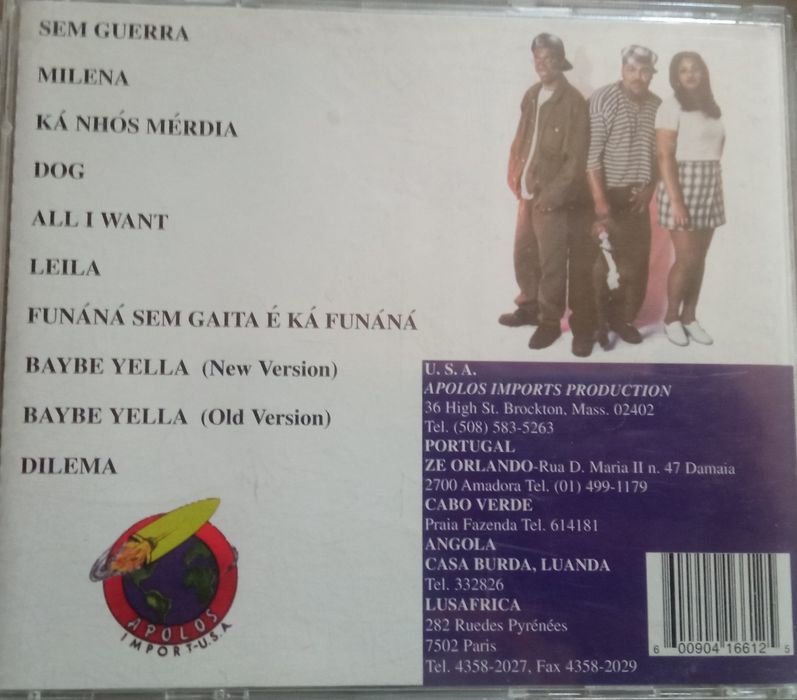 SEM GUERRA
MILENA
KÁ NHÓS MÉRDIA
DOG
ALL I WANT
LEILA
FUNÁNÁ SEM GAITA É KÁ FUNÁNÁ
BAYBE YELLA (New Version)
BAYBE YELLA (Old Version)
DILEMA
APOLOS
IMPORT-U.S.A
U. S. A.
APOLOS IMPORTS PRODUCTION
36 High St. Brockton, Mass. 02402
Tel. (508) 583-5263
PORTUGAL
ZE ORLANDO-Rua D. Maria II n. 47 Damaia
2700 Amadora Tel. (01) 499-1179
CABO VERDE
Praia Fazenda Tel. 614181
ANGOLA
CASA BURDA, LUANDA
Tel. 332826
LUSAFRICA
282 Ruedes Pyrénées
7502 Paris
Tel. 4358-2027, Fax 4358-2029
6 00904 16612 5